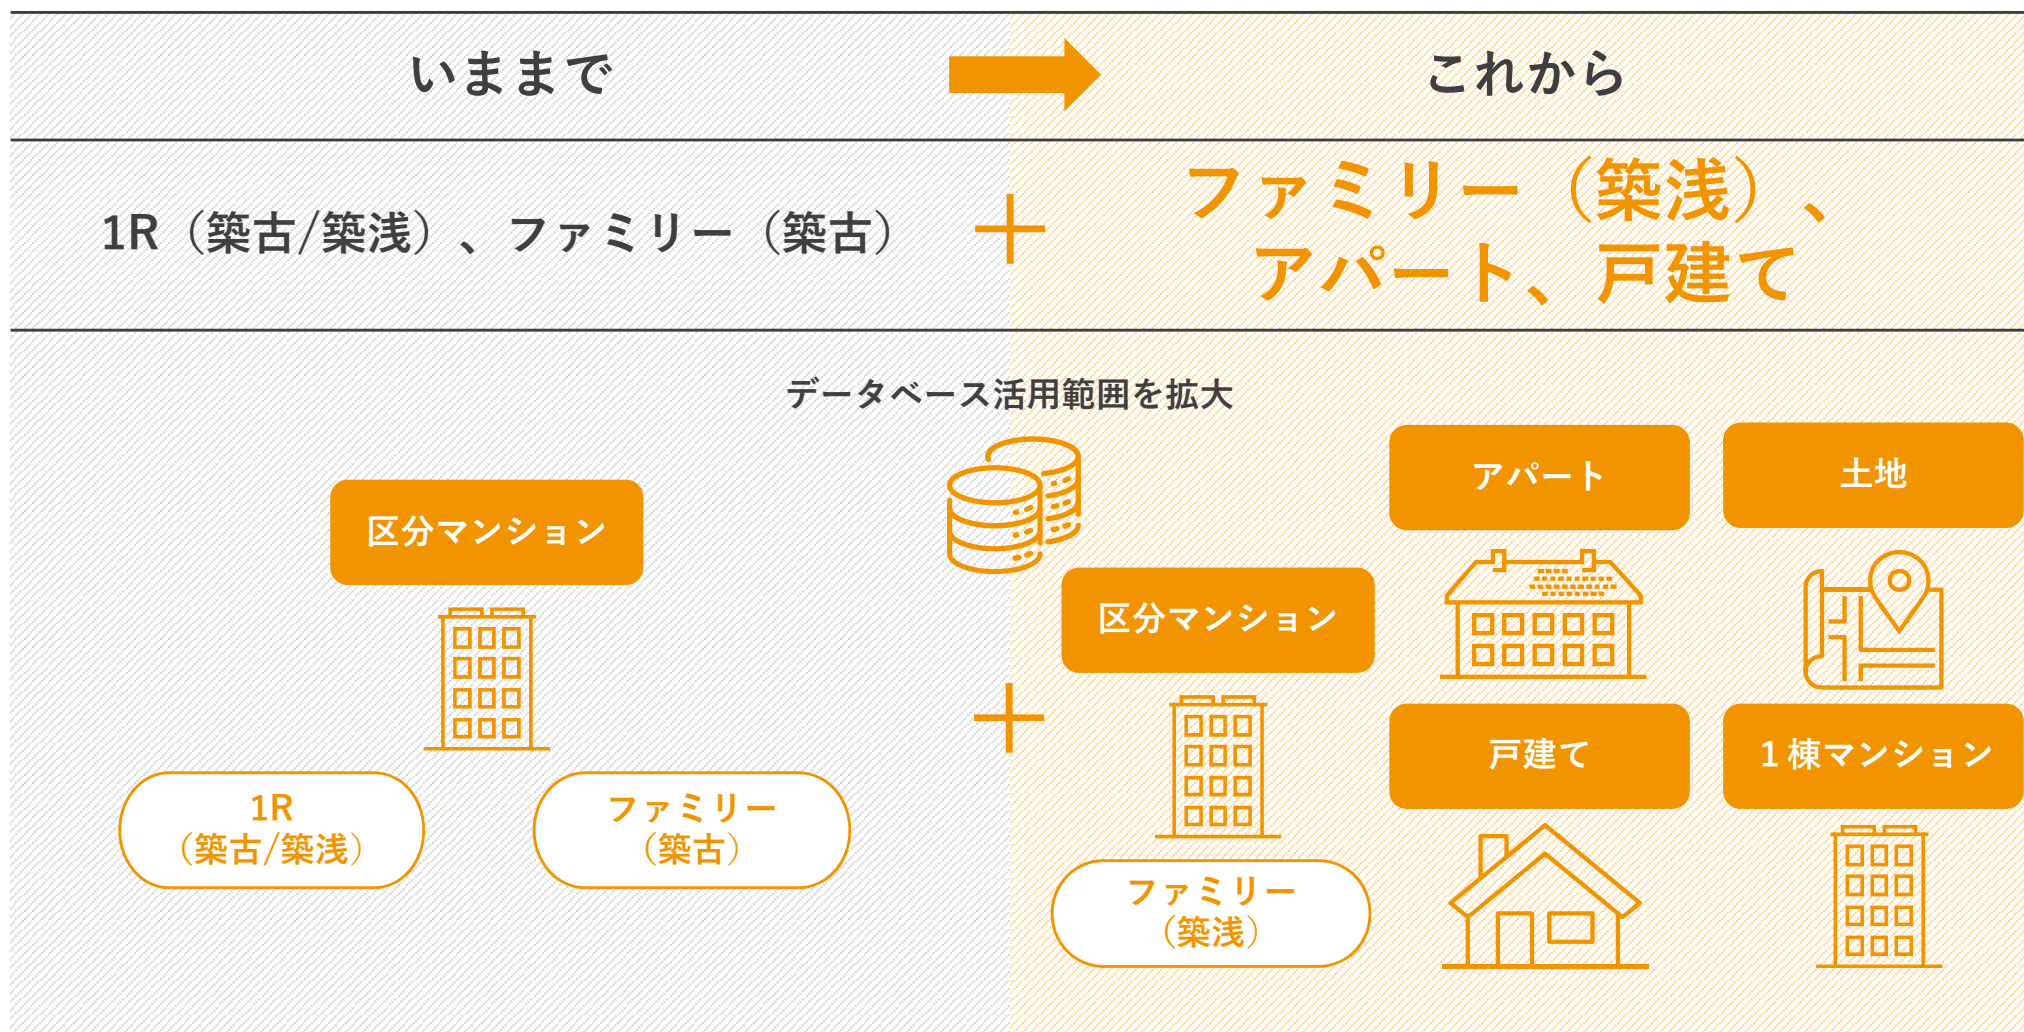 いままで
これから
1R（築古/築浅）、ファミリー（築古）
ファミリー（築浅）、
アパート、戸建て
データベース活用範囲を拡大
区分マンション
1R
（築古/築浅）
ファミリー
（築古）
区分マンション
ファミリー
（築浅）
アパート
土地
戸建て
１棟マンション